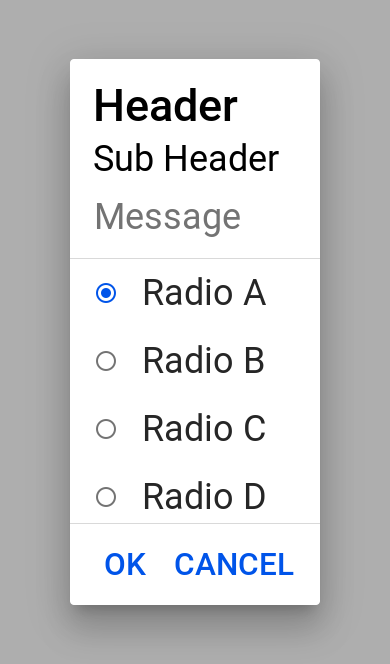 Header
Sub Header
Message
Radio A
Radio B
Radio C
Radio D
OK CANCEL